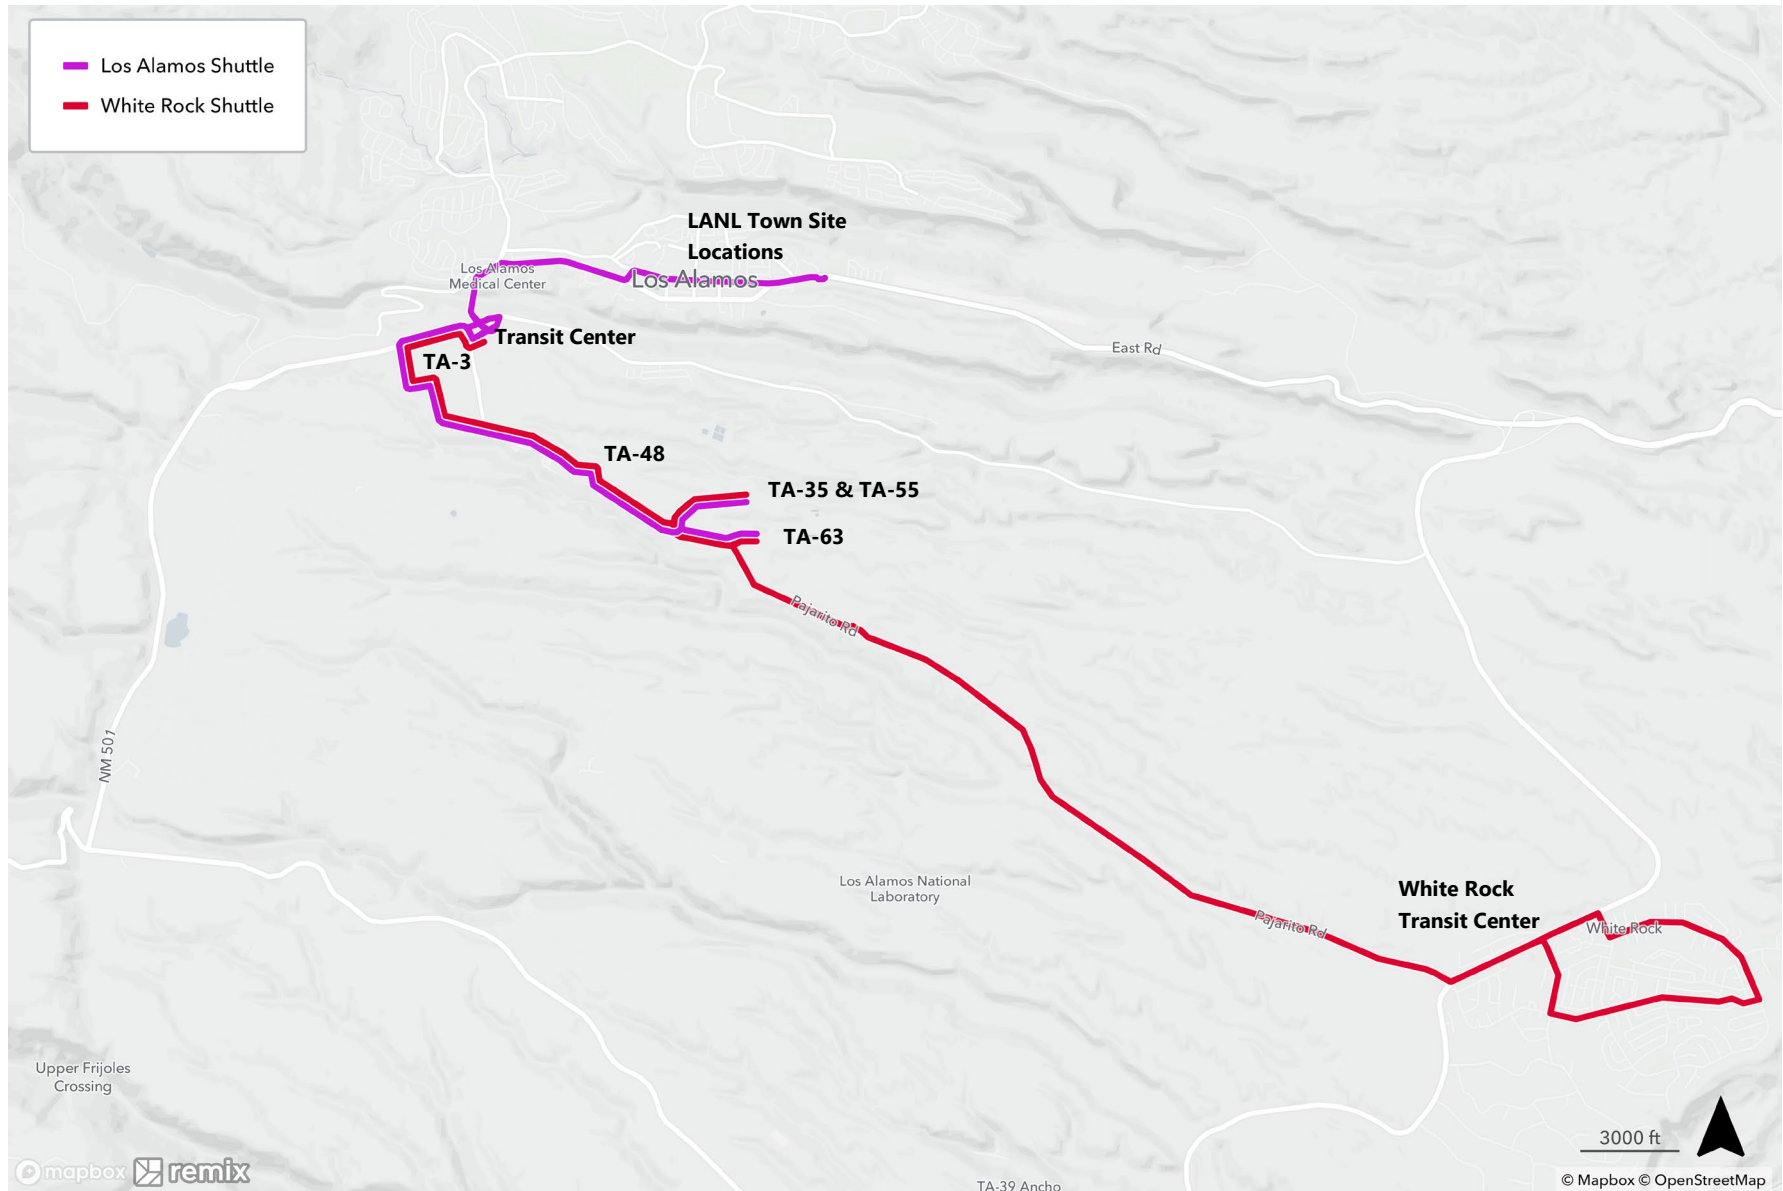 Los Alamos Shuttle
White Rock Shuttle
LANL Town Site
Locations
Los Alamos
Medical Center
Los Alamos
Transit Center
TA-3
East Rd
TA-48
TA-35 & TA-55
TA-63
Pajarito Rd
NM 501
Los Alamos National
Laboratory
White Rock
Transit Center
Pajarito Rd
White Rock
Upper Frijoles
Crossing
3000 ft
mapbox
remix
TA-39 Ancho
© Mapbox © OpenStreetMap